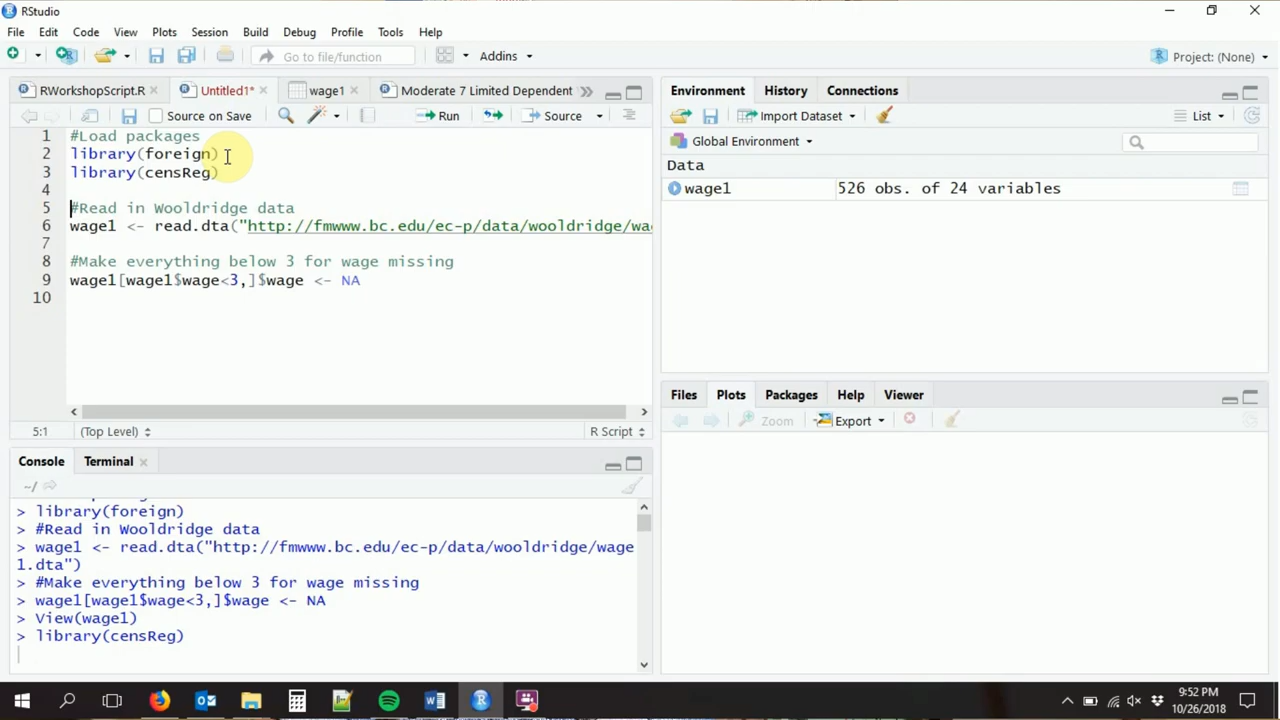 RStudio
File Edit Code View Plots Session Build Debug Profile Tools Help
Go to file/function Addins Project: (None)
RWorkshopScript.R Untitled1* wage1 Moderate 7 Limited Dependent
Source on Save Run Source
1 #Load packages
2 library(foreign)
3 library(censReg)
4
5 #Read in Wooldridge data
6 wage1 <- read.dta("http://fmwww.bc.edu/ec-p/data/wooldridge/wa
7
8 #Make everything below 3 for wage missing
9 wage1[wage1$wage<3,]$wage <- NA
10
5:1 (Top Level) R Script
Console Terminal
~/
> library(foreign)
> #Read in Wooldridge data
> wage1 <- read.dta("http://fmwww.bc.edu/ec-p/data/wooldridge/wage
1.dta")
> #Make everything below 3 for wage missing
> wage1[wage1$wage<3,]$wage <- NA
> View(wage1)
> library(censReg)
Environment History Connections
Import Dataset List
Global Environment
Data
wage1 526 obs. of 24 variables
Files Plots Packages Help Viewer
Zoom Export
9:52 PM
10/26/2018